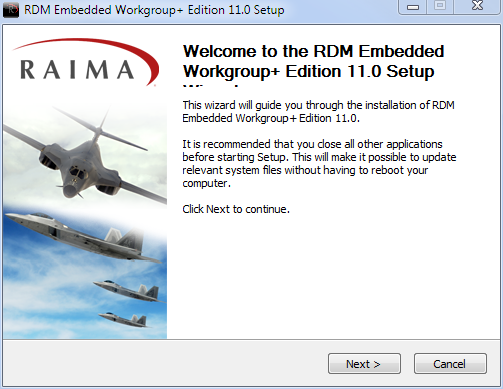 RDM Embedded Workgroup+ Edition 11.0 Setup
RAIMA
Welcome to the RDM Embedded
Workgroup+ Edition 11.0 Setup
This wizard will guide you through the installation of RDM
Embedded Workgroup+ Edition 11.0.
It is recommended that you close all other applications
before starting Setup. This will make it possible to update
relevant system files without having to reboot your
computer.
Click Next to continue.
Next >
Cancel